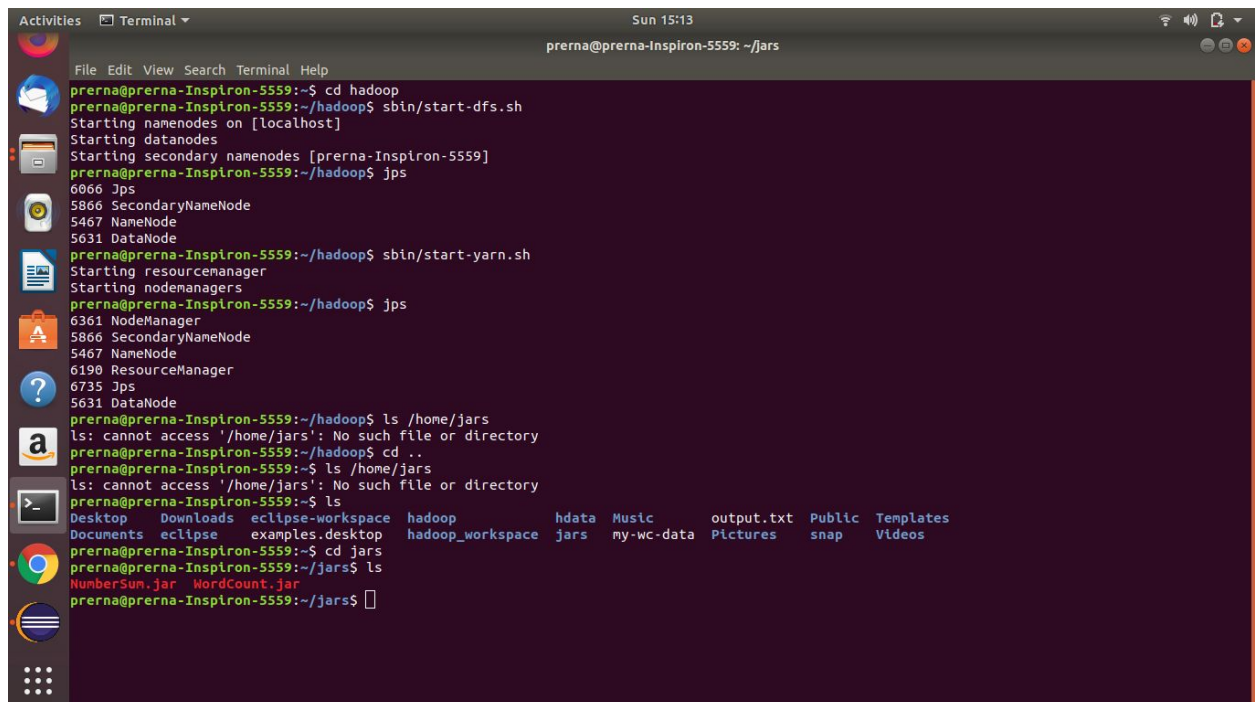 Activities Terminal Sun 15:13
prerna@prerna-Inspiron-5559: ~/jars
File Edit View Search Terminal Help
prerna@prerna-Inspiron-5559:~$ cd hadoop
prerna@prerna-Inspiron-5559:~/hadoop$ sbin/start-dfs.sh
Starting namenodes on [localhost]
Starting datanodes
Starting secondary namenodes [prerna-Inspiron-5559]
prerna@prerna-Inspiron-5559:~/hadoop$ jps
6066 Jps
5866 SecondaryNameNode
5467 NameNode
5631 DataNode
prerna@prerna-Inspiron-5559:~/hadoop$ sbin/start-yarn.sh
Starting resourcemanager
Starting nodemanagers
prerna@prerna-Inspiron-5559:~/hadoop$ jps
6361 NodeManager
5866 SecondaryNameNode
5467 NameNode
6190 ResourceManager
6735 Jps
5631 DataNode
prerna@prerna-Inspiron-5559:~/hadoop$ ls /home/jars
ls: cannot access '/home/jars': No such file or directory
prerna@prerna-Inspiron-5559:~/hadoop$ cd ..
prerna@prerna-Inspiron-5559:~$ ls /home/jars
ls: cannot access '/home/jars': No such file or directory
prerna@prerna-Inspiron-5559:~$ ls
Desktop Downloads eclipse-workspace hadoop hdata Music output.txt Public Templates
Documents eclipse examples.desktop hadoop_workspace jars my-wc-data Pictures snap Videos
prerna@prerna-Inspiron-5559:~$ cd jars
prerna@prerna-Inspiron-5559:~/jars$ ls
NumberSum.jar WordCount.jar
prerna@prerna-Inspiron-5559:~/jars$